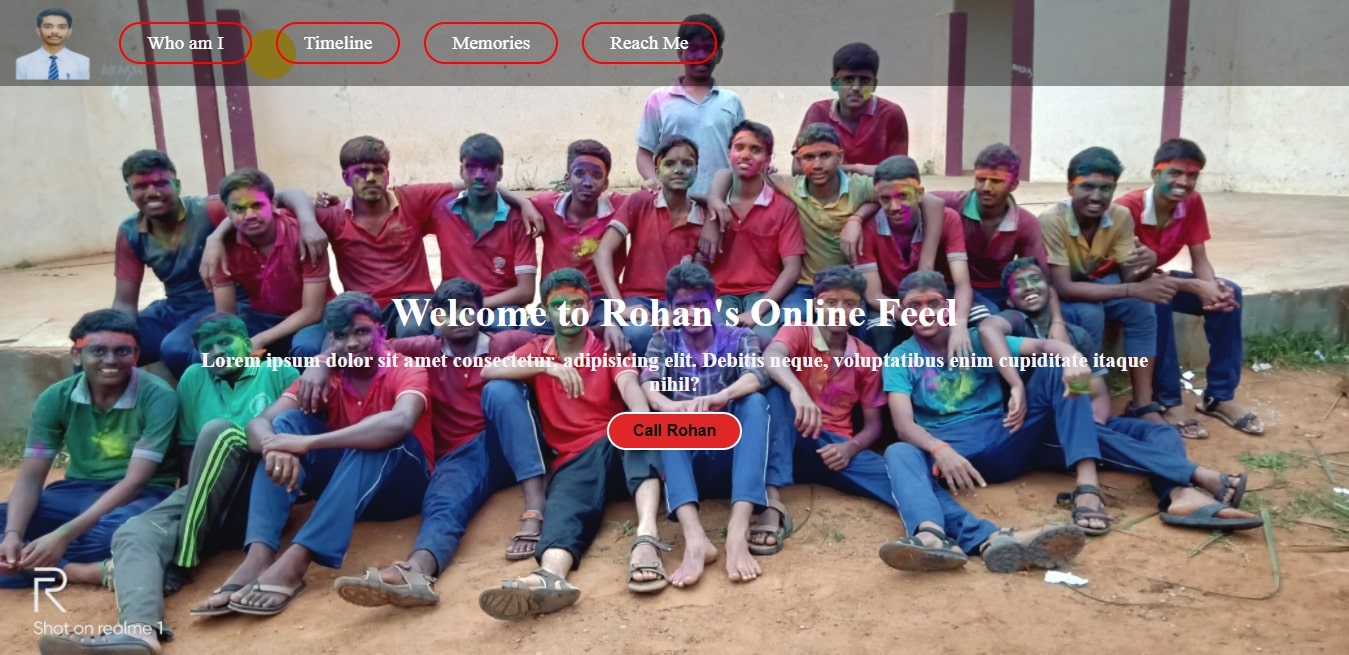 Who am I
Timeline
Memories
Reach Me
Welcome to Rohan's Online Feed
Lorem ipsum dolor sit amet consectetur, adipisicing elit. Debitis neque, voluptatibus enim cupiditate itaque
nihil?
Call Rohan
R
Shot on realme 1